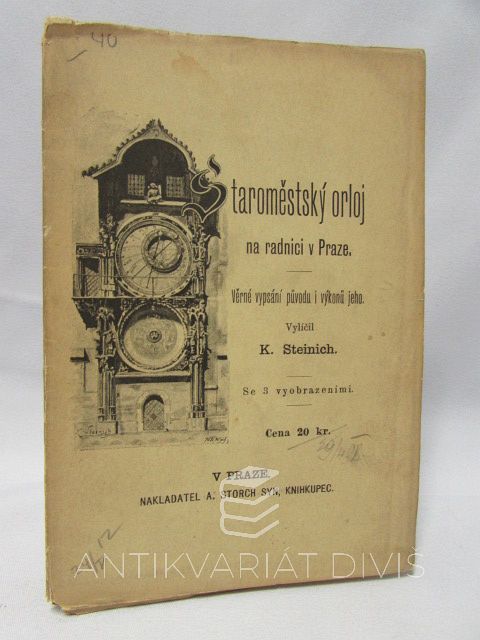 40
Staroměstský orloj
na radnici v Praze.
Věrné vypsání původu i výkonů jeho.
Vylíčil
K. Steinich.
Se 3 vyobrazeními.
Cena 20 kr.
V PRAZE.
NAKLADATEL A. STORCH SYN, KNIHKUPEC.
ANTIKVARIÁT DIVIŠ